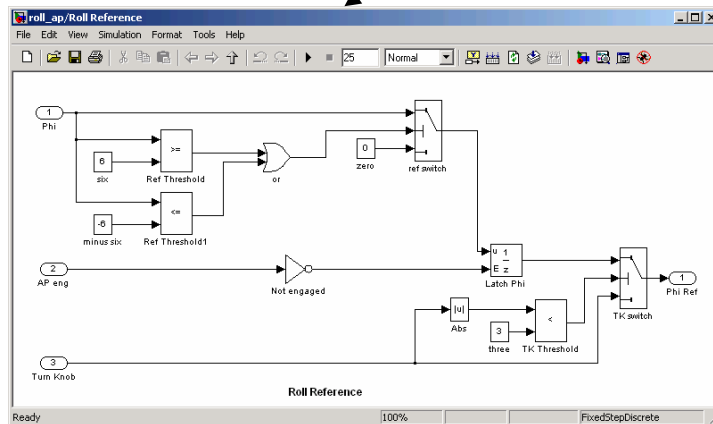 roll_ap/Roll Reference
File Edit View Simulation Format Tools Help
25 Normal
1
Phi
6
six
>=
Ref Threshold
or
0
zero
ref switch
-6
minus six
<=
Ref Threshold1
2
AP eng
Not engaged
u 1
E z
Latch Phi
|u|
Abs
3
three
<
TK Threshold
TK switch
1
Phi Ref
3
Turn Knob
Roll Reference
Ready 100% FixedStepDiscrete